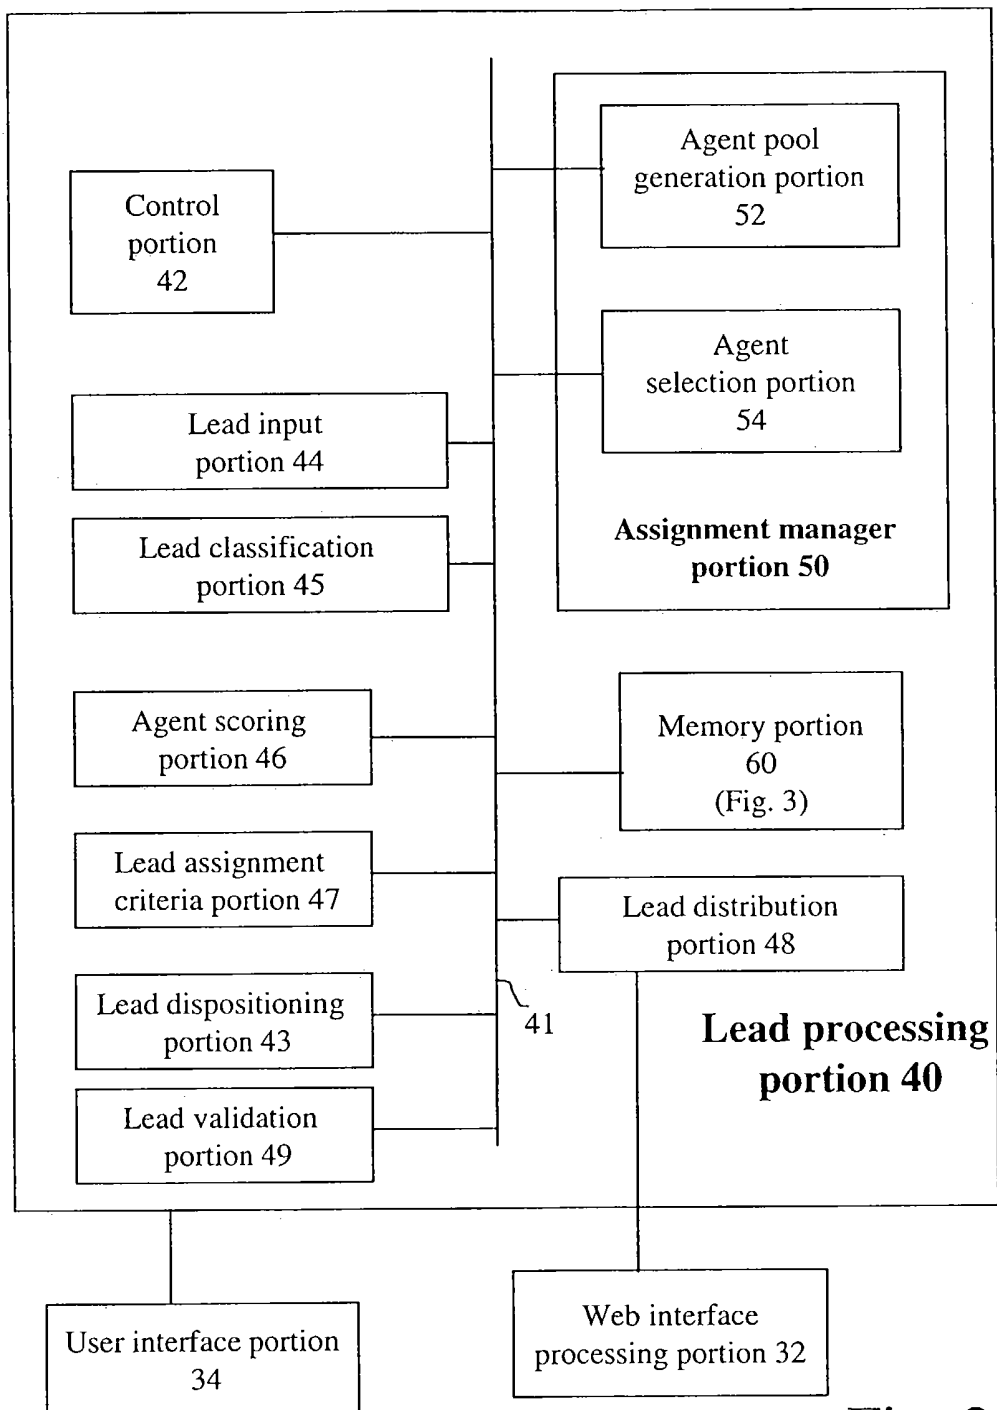 Control
portion
42
Lead input
portion 44
Lead classification
portion 45
Agent scoring
portion 46
Lead assignment
criteria portion 47
Lead dispositioning
portion 43
Lead validation
portion 49
Agent pool
generation portion
52
Agent
selection portion
54
Assignment manager
portion 50
Memory portion
60
(Fig. 3)
Lead distribution
portion 48
41
Lead processing
portion 40
User interface portion
34
Web interface
processing portion 32